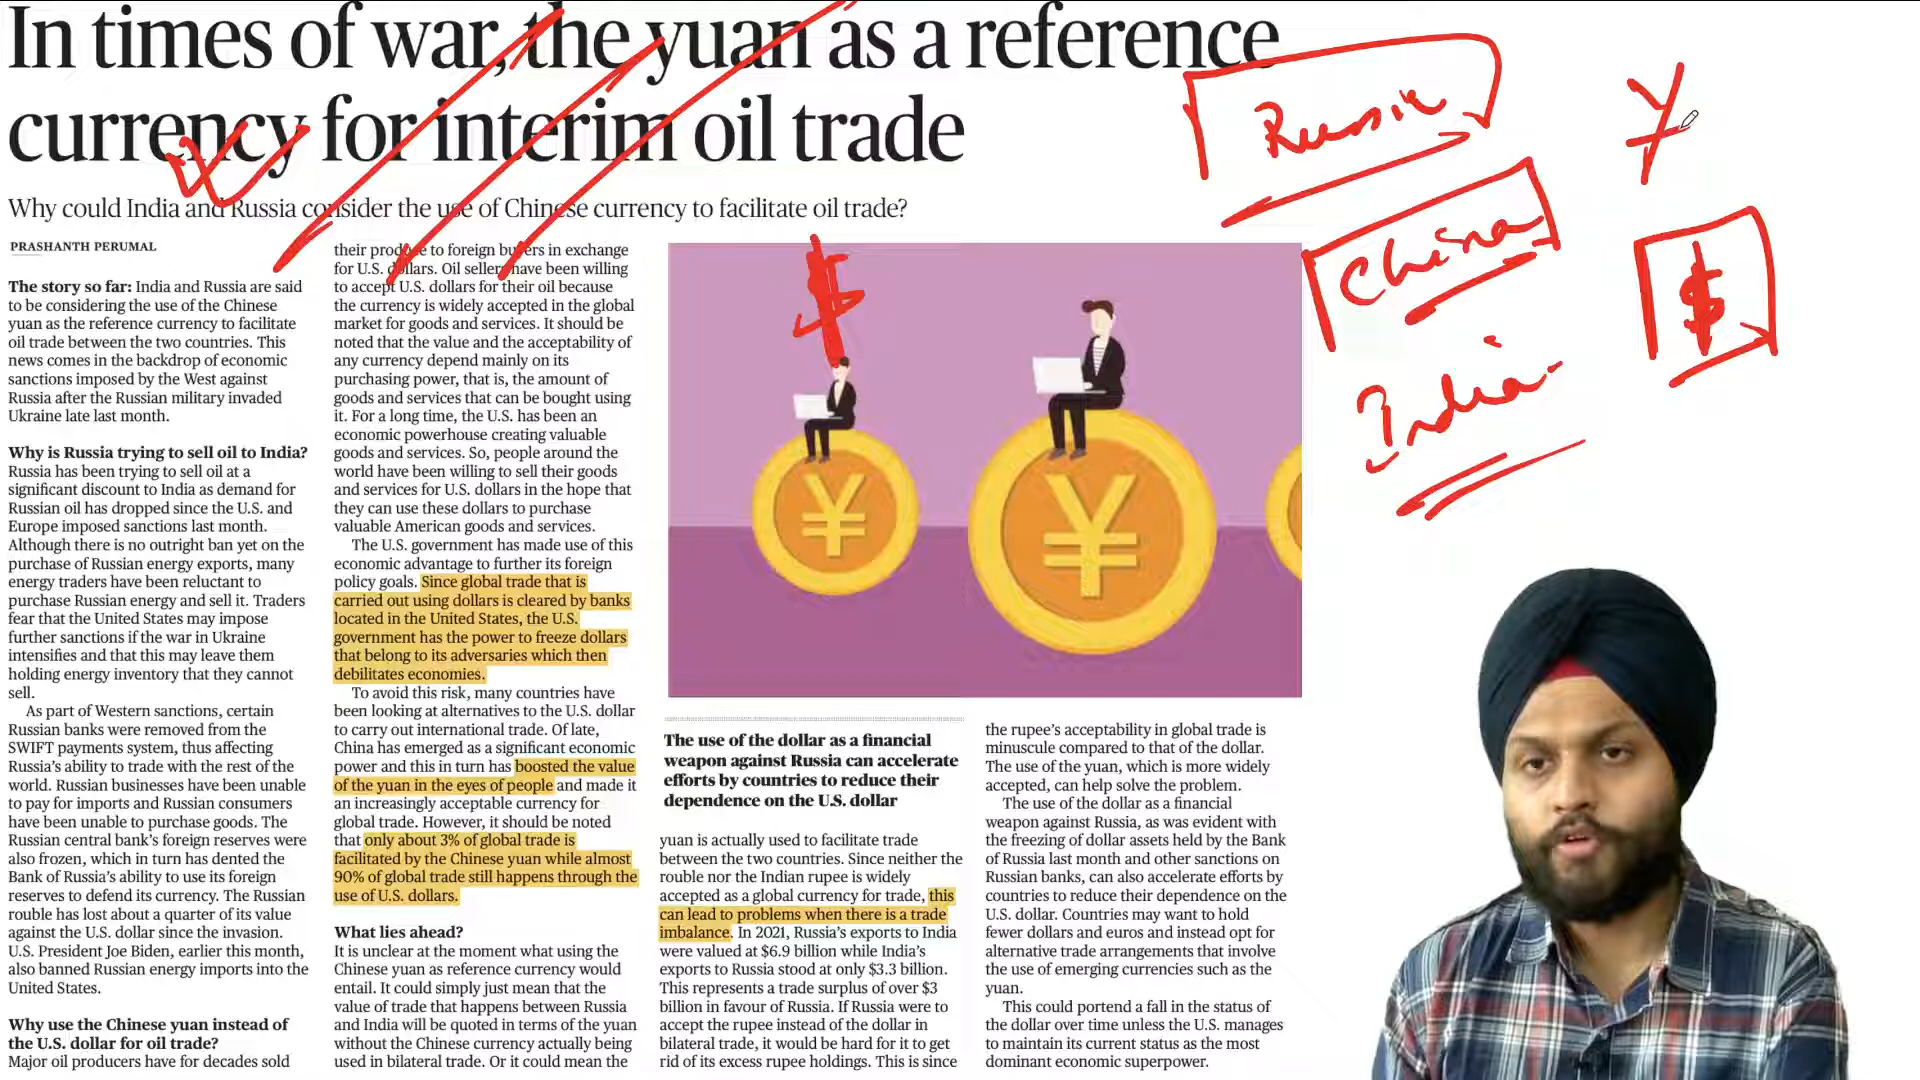 In times of war, the yuan as a reference
currency for interim oil trade
Why could India and Russia consider the use of Chinese currency to facilitate oil trade?
PRASHANTH PERUMAL
The story so far: India and Russia are said
to be considering the use of the Chinese
yuan as the reference currency to facilitate
oil trade between the two countries. This
news comes in the backdrop of economic
sanctions imposed by the West against
Russia after the Russian military invaded
Ukraine late last month.
Why is Russia trying to sell oil to India?
Russia has been trying to sell oil at a
significant discount to India as demand for
Russian oil has dropped since the U.S. and
Europe imposed sanctions last month.
Although there is no outright ban yet on the
purchase of Russian energy exports, many
energy traders have been reluctant to
purchase Russian energy and sell it. Traders
fear that the United States may impose
further sanctions if the war in Ukraine
intensifies and that this may leave them
holding energy inventory that they cannot
sell.
As part of Western sanctions, certain
Russian banks were removed from the
SWIFT payments system, thus affecting
Russia's ability to trade with the rest of the
world. Russian businesses have been unable
to pay for imports and Russian consumers
have been unable to purchase goods. The
Russian central bank's foreign reserves were
also frozen, which in turn has dented the
Bank of Russia's ability to use its foreign
reserves to defend its currency. The Russian
rouble has lost about a quarter of its value
against the U.S. dollar since the invasion.
U.S. President Joe Biden, earlier this month,
also banned Russian energy imports into the
United States.
Why use the Chinese yuan instead of
the U.S. dollar for oil trade?
Major oil producers have for decades sold
their produce to foreign buyers in exchange
for U.S. dollars. Oil sellers have been willing
to accept U.S. dollars for their oil because
the currency is widely accepted in the global
market for goods and services. It should be
noted that the value and the acceptability of
any currency depend mainly on its
purchasing power, that is, the amount of
goods and services that can be bought using
it. For a long time, the U.S. has been an
economic powerhouse creating valuable
goods and services. So, people around the
world have been willing to sell their goods
and services for U.S. dollars in the hope that
they can use these dollars to purchase
valuable American goods and services.
The U.S. government has made use of this
economic advantage to further its foreign
policy goals. Since global trade that is
carried out using dollars is cleared by banks
located in the United States, the U.S.
government has the power to freeze dollars
that belong to its adversaries which then
debilitates economies.
To avoid this risk, many countries have
been looking at alternatives to the U.S. dollar
to carry out international trade. Of late,
China has emerged as a significant economic
power and this in turn has boosted the value
of the yuan in the eyes of people and made it
an increasingly acceptable currency for
global trade. However, it should be noted
that only about 3% of global trade is
facilitated by the Chinese yuan while almost
90% of global trade still happens through the
use of U.S. dollars.
What lies ahead?
It is unclear at the moment what using the
Chinese yuan as reference currency would
entail. It could simply just mean that the
value of trade that happens between Russia
and India will be quoted in terms of the yuan
without the Chinese currency actually being
used in bilateral trade. Or it could mean the
$
¥
¥
The use of the dollar as a financial
weapon against Russia can accelerate
efforts by countries to reduce their
dependence on the U.S. dollar
yuan is actually used to facilitate trade
between the two countries. Since neither the
rouble nor the Indian rupee is widely
accepted as a global currency for trade, this
can lead to problems when there is a trade
imbalance. In 2021, Russia's exports to India
were valued at $6.9 billion while India's
exports to Russia stood at only $3.3 billion.
This represents a trade surplus of over $3
billion in favour of Russia. If Russia were to
accept the rupee instead of the dollar in
bilateral trade, it would be hard for it to get
rid of its excess rupee holdings. This is since
the rupee's acceptability in global trade is
minuscule compared to that of the dollar.
The use of the yuan, which is more widely
accepted, can help solve the problem.
The use of the dollar as a financial
weapon against Russia, as was evident with
the freezing of dollar assets held by the Bank
of Russia last month and other sanctions on
Russian banks, can also accelerate efforts by
countries to reduce their dependence on the
U.S. dollar. Countries may want to hold
fewer dollars and euros and instead opt for
alternative trade arrangements that involve
the use of emerging currencies such as the
yuan.
This could portend a fall in the status of
the dollar over time unless the U.S. manages
to maintain its current status as the most
dominant economic superpower.
Russia
¥
China
$
India